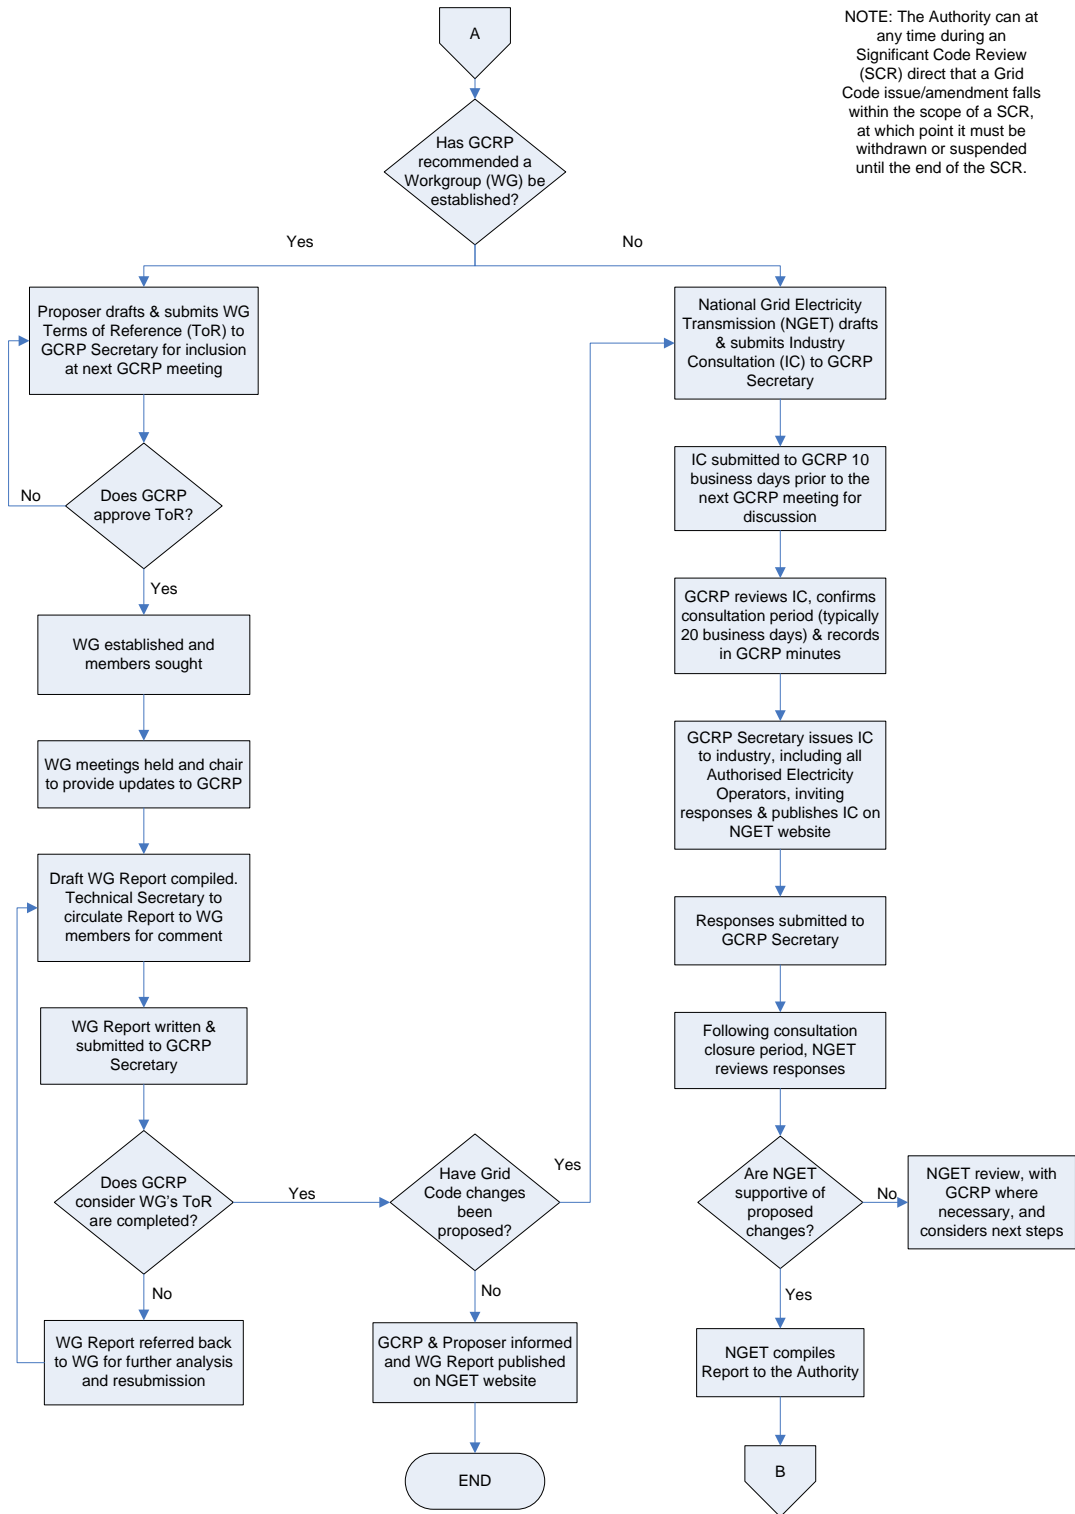 A
NOTE: The Authority can at
any time during an
Significant Code Review
(SCR) direct that a Grid
Code issue/amendment falls
within the scope of a SCR,
at which point it must be
withdrawn or suspended
until the end of the SCR.
Has GCRP
recommended a
Workgroup (WG) be
established?
Yes
No
Proposer drafts & submits WG
Terms of Reference (ToR) to
GCRP Secretary for inclusion
at next GCRP meeting
No
Does GCRP
approve ToR?
Yes
WG established and
members sought
WG meetings held and chair
to provide updates to GCRP
Draft WG Report compiled.
Technical Secretary to
circulate Report to WG
members for comment
WG Report written &
submitted to GCRP
Secretary
Does GCRP
consider WG's ToR
are completed?
Yes
No
WG Report referred back
to WG for further analysis
and resubmission
Have Grid
Code changes
been
proposed?
Yes
No
GCRP & Proposer informed
and WG Report published
on NGET website
END
National Grid Electricity
Transmission (NGET) drafts
& submits Industry
Consultation (IC) to GCRP
Secretary
IC submitted to GCRP 10
business days prior to the
next GCRP meeting for
discussion
GCRP reviews IC, confirms
consultation period (typically
20 business days) & records
in GCRP minutes
GCRP Secretary issues IC
to industry, including all
Authorised Electricity
Operators, inviting
responses & publishes IC on
NGET website
Responses submitted to
GCRP Secretary
Following consultation
closure period, NGET
reviews responses
Are NGET
supportive of
proposed
changes?
No
NGET review, with
GCRP where
necessary, and
considers next steps
Yes
NGET compiles
Report to the Authority
B